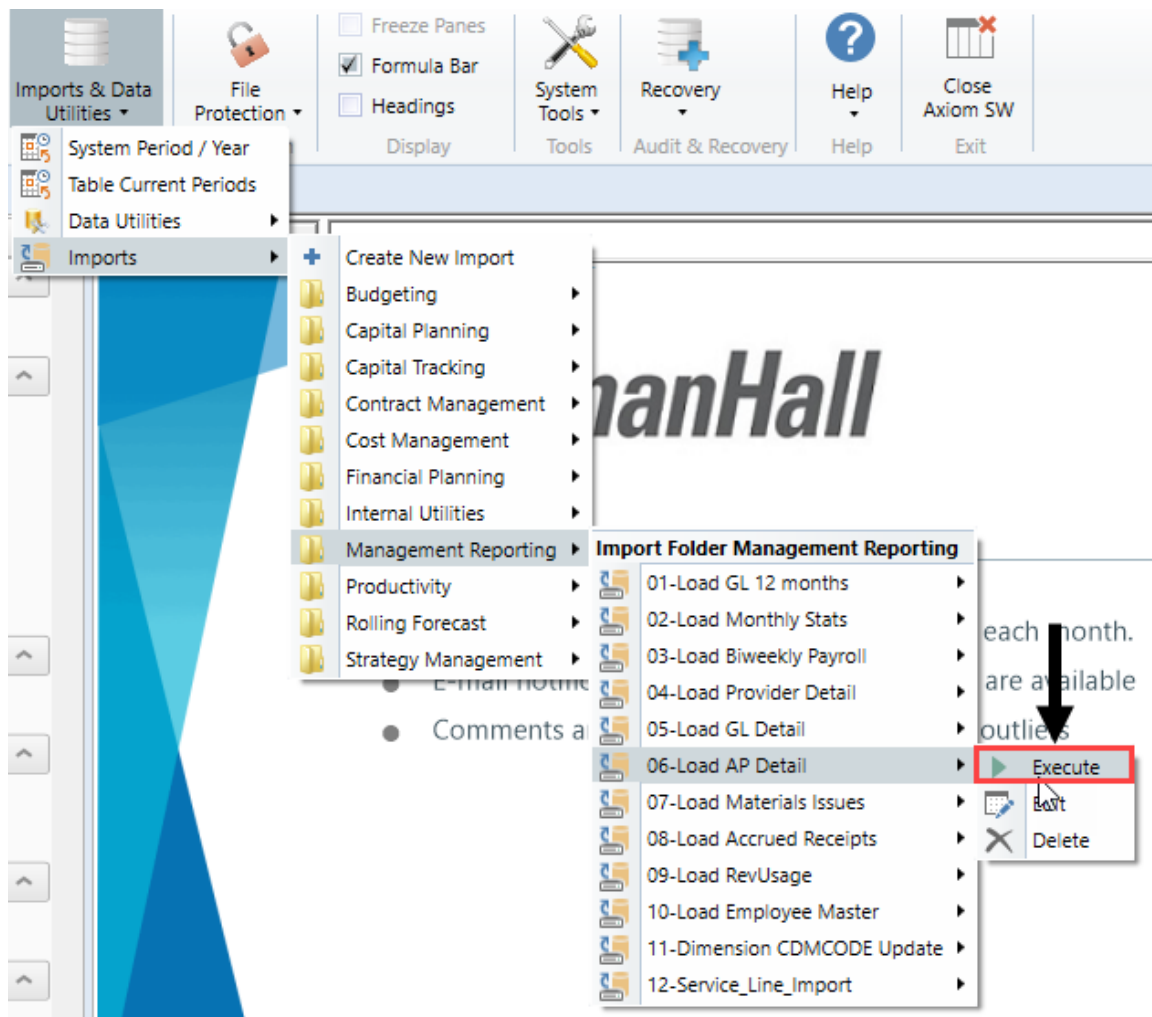 Imports & Data
Utilities
File
Protection
Freeze Panes
Formula Bar
Headings
Display
System
Tools
Tools
Recovery
Audit & Recovery
Help
Help
Close
Axiom SW
Exit
System Period / Year
Table Current Periods
Data Utilities
Imports
Create New Import
Budgeting
Capital Planning
Capital Tracking
Contract Management
Cost Management
Financial Planning
Internal Utilities
Management Reporting
Productivity
Rolling Forecast
Strategy Management
manHall
Import Folder Management Reporting
01-Load GL 12 months
02-Load Monthly Stats
03-Load Biweekly Payroll
04-Load Provider Detail
05-Load GL Detail
06-Load AP Detail
07-Load Materials Issues
08-Load Accrued Receipts
09-Load RevUsage
10-Load Employee Master
11-Dimension CDMCODE Update
12-Service_Line_Import
Execute
Edit
Delete
each month.
E-mail are available
Comments outliers